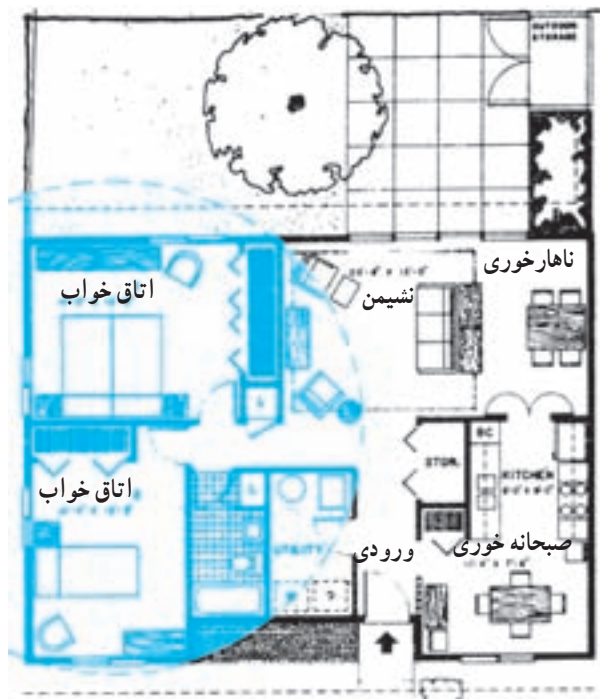 OUTDOOR
STORAGE
ناهارخوری
نشیمن
اتاق خواب
اتاق خواب
STOR.
KITCHEN
صبحانه خوری
ورودی
UTILITY